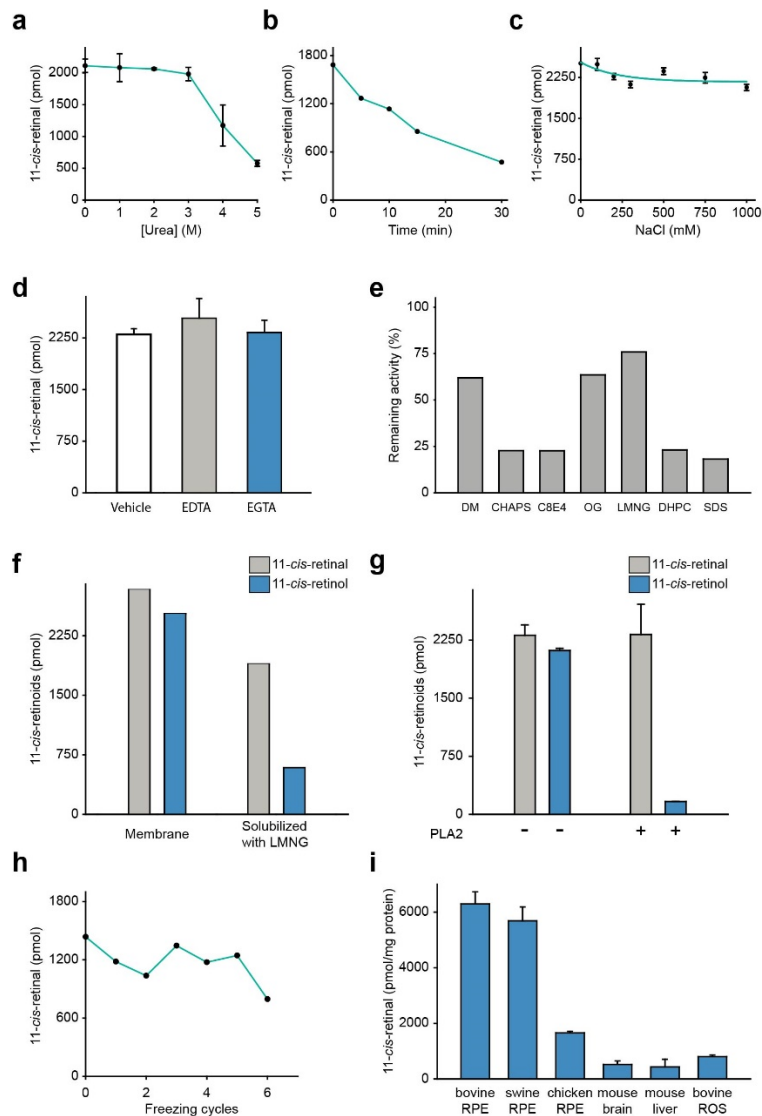 a
11-cis-retinal (pmol)
2000
1500
1000
500
0
0 1 2 3 4 5
[Urea] (M)
b
11-cis-retinal (pmol)
1800
1200
600
0
0 10 20 30
Time (min)
c
11-cis-retinal (pmol)
2250
1500
750
0
0 250 500 750 1000
NaCl (mM)
d
11-cis-retinal (pmol)
2250
1500
750
0
Vehicle EDTA EGTA
e
Remaining activity (%)
100
75
50
25
0
DM CHAPS C8E4 OG LMNG DHPC SDS
f
11-cis-retinal
11-cis-retinol
11-cis-retinoids (pmol)
2250
1500
750
0
Membrane
Solubilized
with LMNG
g
11-cis-retinal
11-cis-retinol
11-cis-retinoids (pmol)
2250
1500
750
0
PLA2 - - + +
h
11-cis-retinal (pmol)
1800
1200
600
0
0 2 4 6
Freezing cycles
i
11-cis-retinal (pmol/mg protein)
6000
4000
2000
0
bovine swine chicken mouse mouse bovine
RPE RPE RPE brain liver ROS